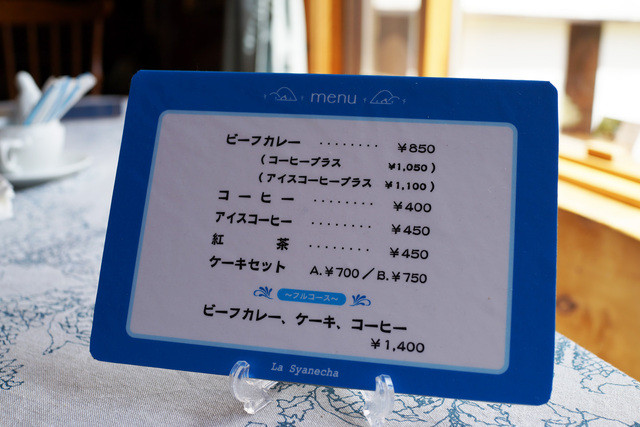 menu
ビーフカレー ········ ¥850
(コーヒープラス ¥1,050)
(アイスコーヒープラス ¥1,100)
コーヒー ········ ¥400
アイスコーヒー ········ ¥450
紅茶 ········ ¥450
ケーキセット A.¥700/B.¥750
~フルコース~
ビーフカレー、ケーキ、コーヒー
¥1,400
La Syanecha